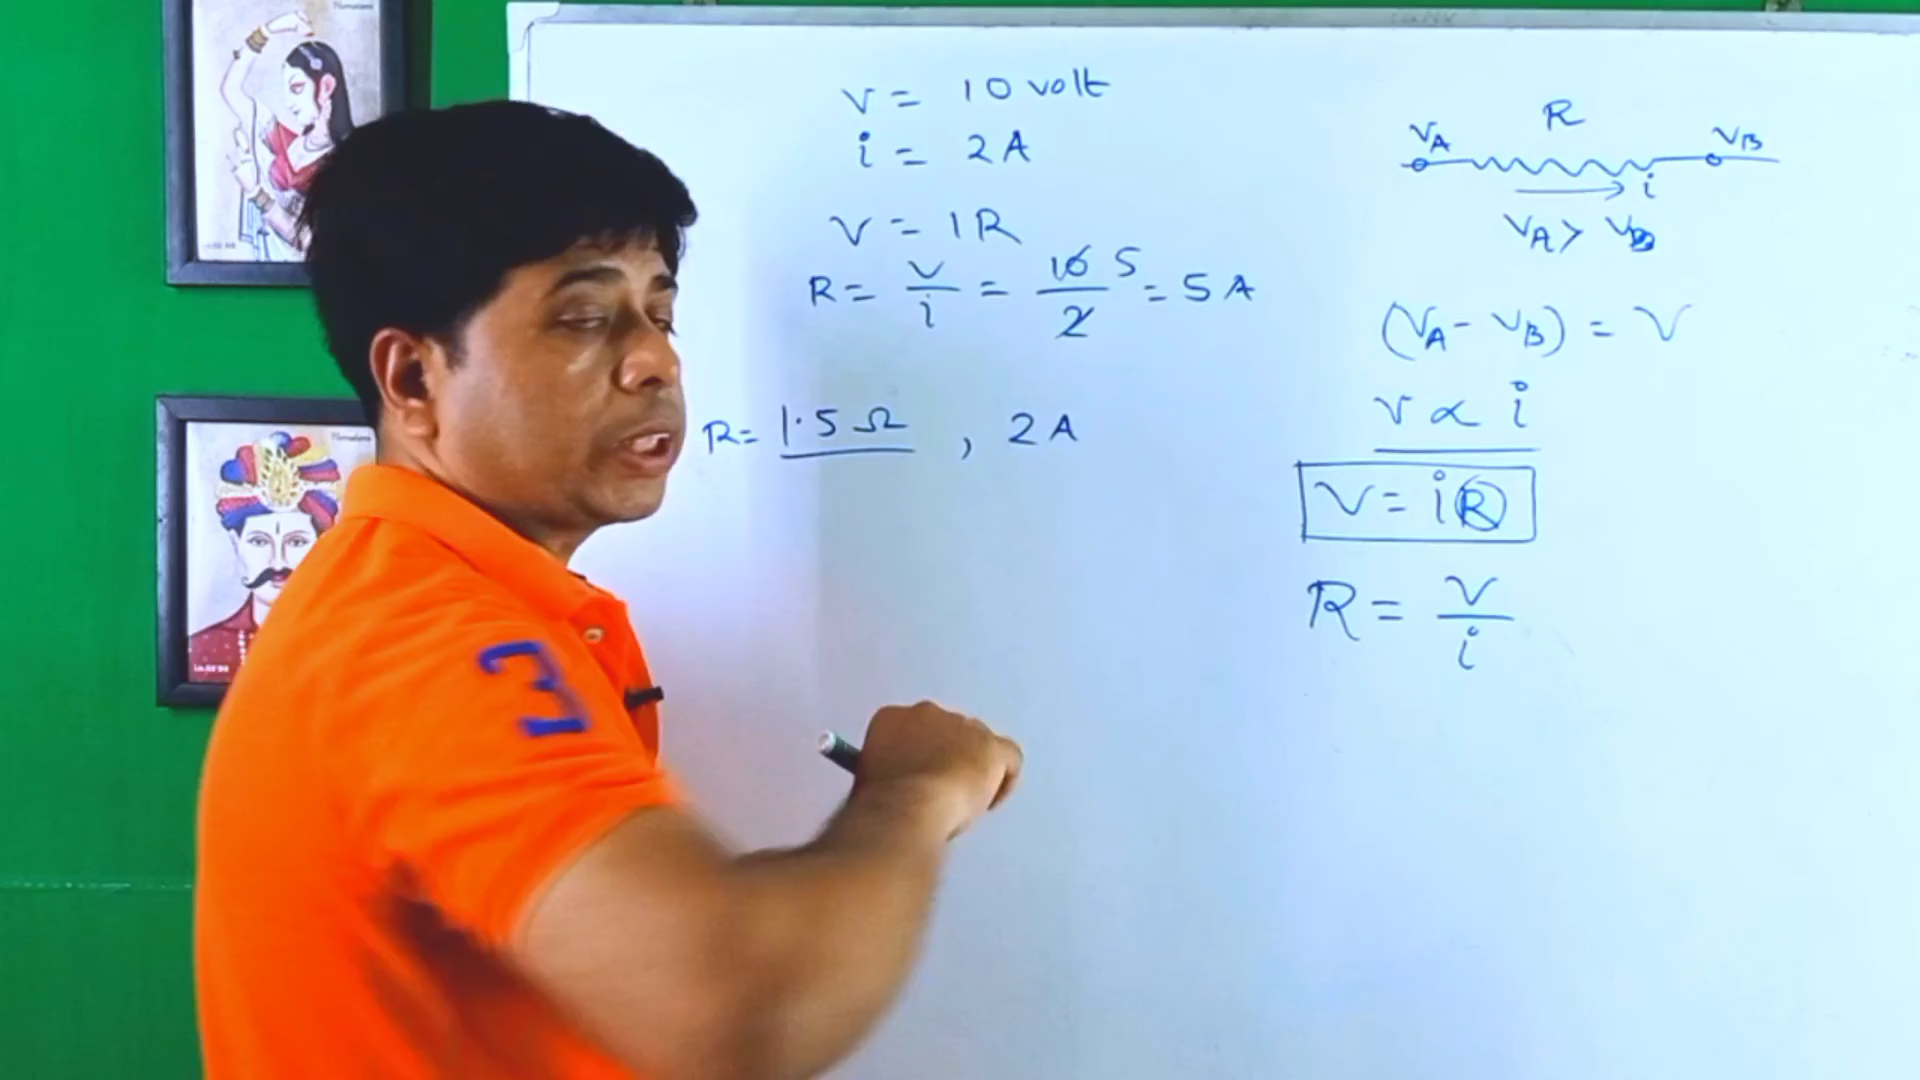 v = 10 volt
i = 2A
v = IR
R = v/i = 10/2 5 = 5 A
R = 1.5 Ω , 2A
R
VA VB
i
VA > VB
(VA - VB) = V
v ∝ i
V = iR
R = V/i
3